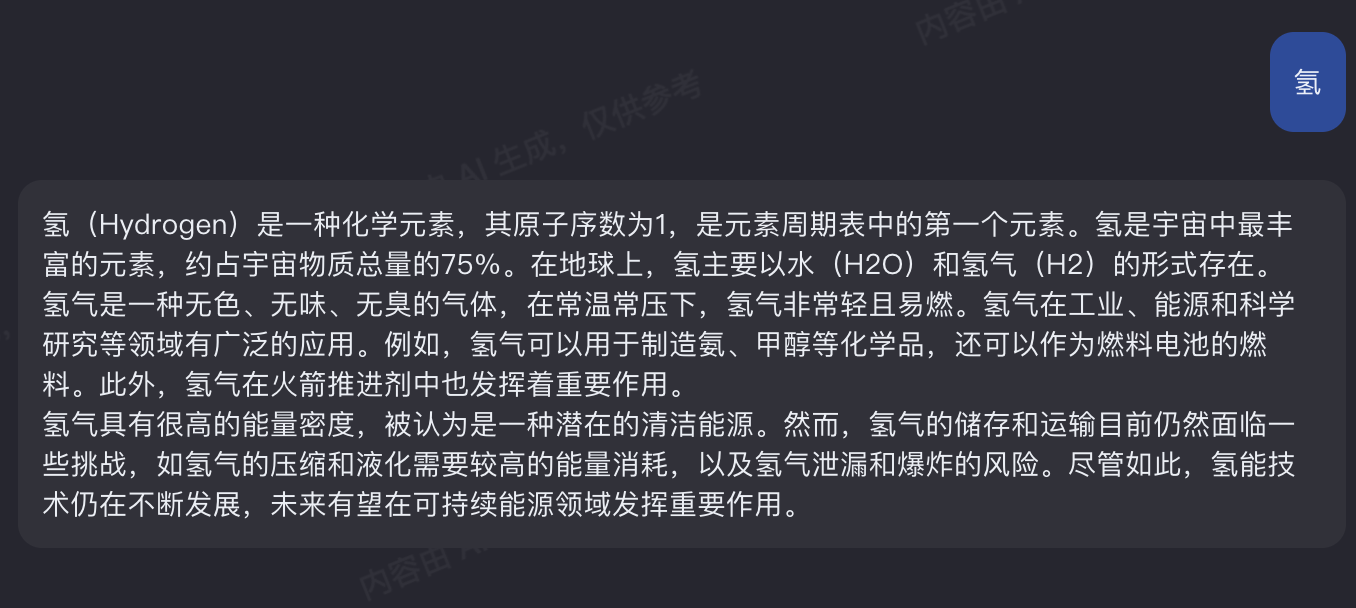 内容由
AI 生成，仅供参考
氢
氢（Hydrogen）是一种化学元素，其原子序数为1，是元素周期表中的第一个元素。氢是宇宙中最丰
富的元素，约占宇宙物质总量的75%。在地球上，氢主要以水（H2O）和氢气（H2）的形式存在。
氢气是一种无色、无味、无臭的气体，在常温常压下，氢气非常轻且易燃。氢气在工业、能源和科学
研究等领域有广泛的应用。例如，氢气可以用于制造氨、甲醇等化学品，还可以作为燃料电池的燃
料。此外，氢气在火箭推进剂中也发挥着重要作用。
氢气具有很高的能量密度，被认为是一种潜在的清洁能源。然而，氢气的储存和运输目前仍然面临一
些挑战，如氢气的压缩和液化需要较高的能量消耗，以及氢气泄漏和爆炸的风险。尽管如此，氢能技
术仍在不断发展，未来有望在可持续能源领域发挥重要作用。
内容由 AI